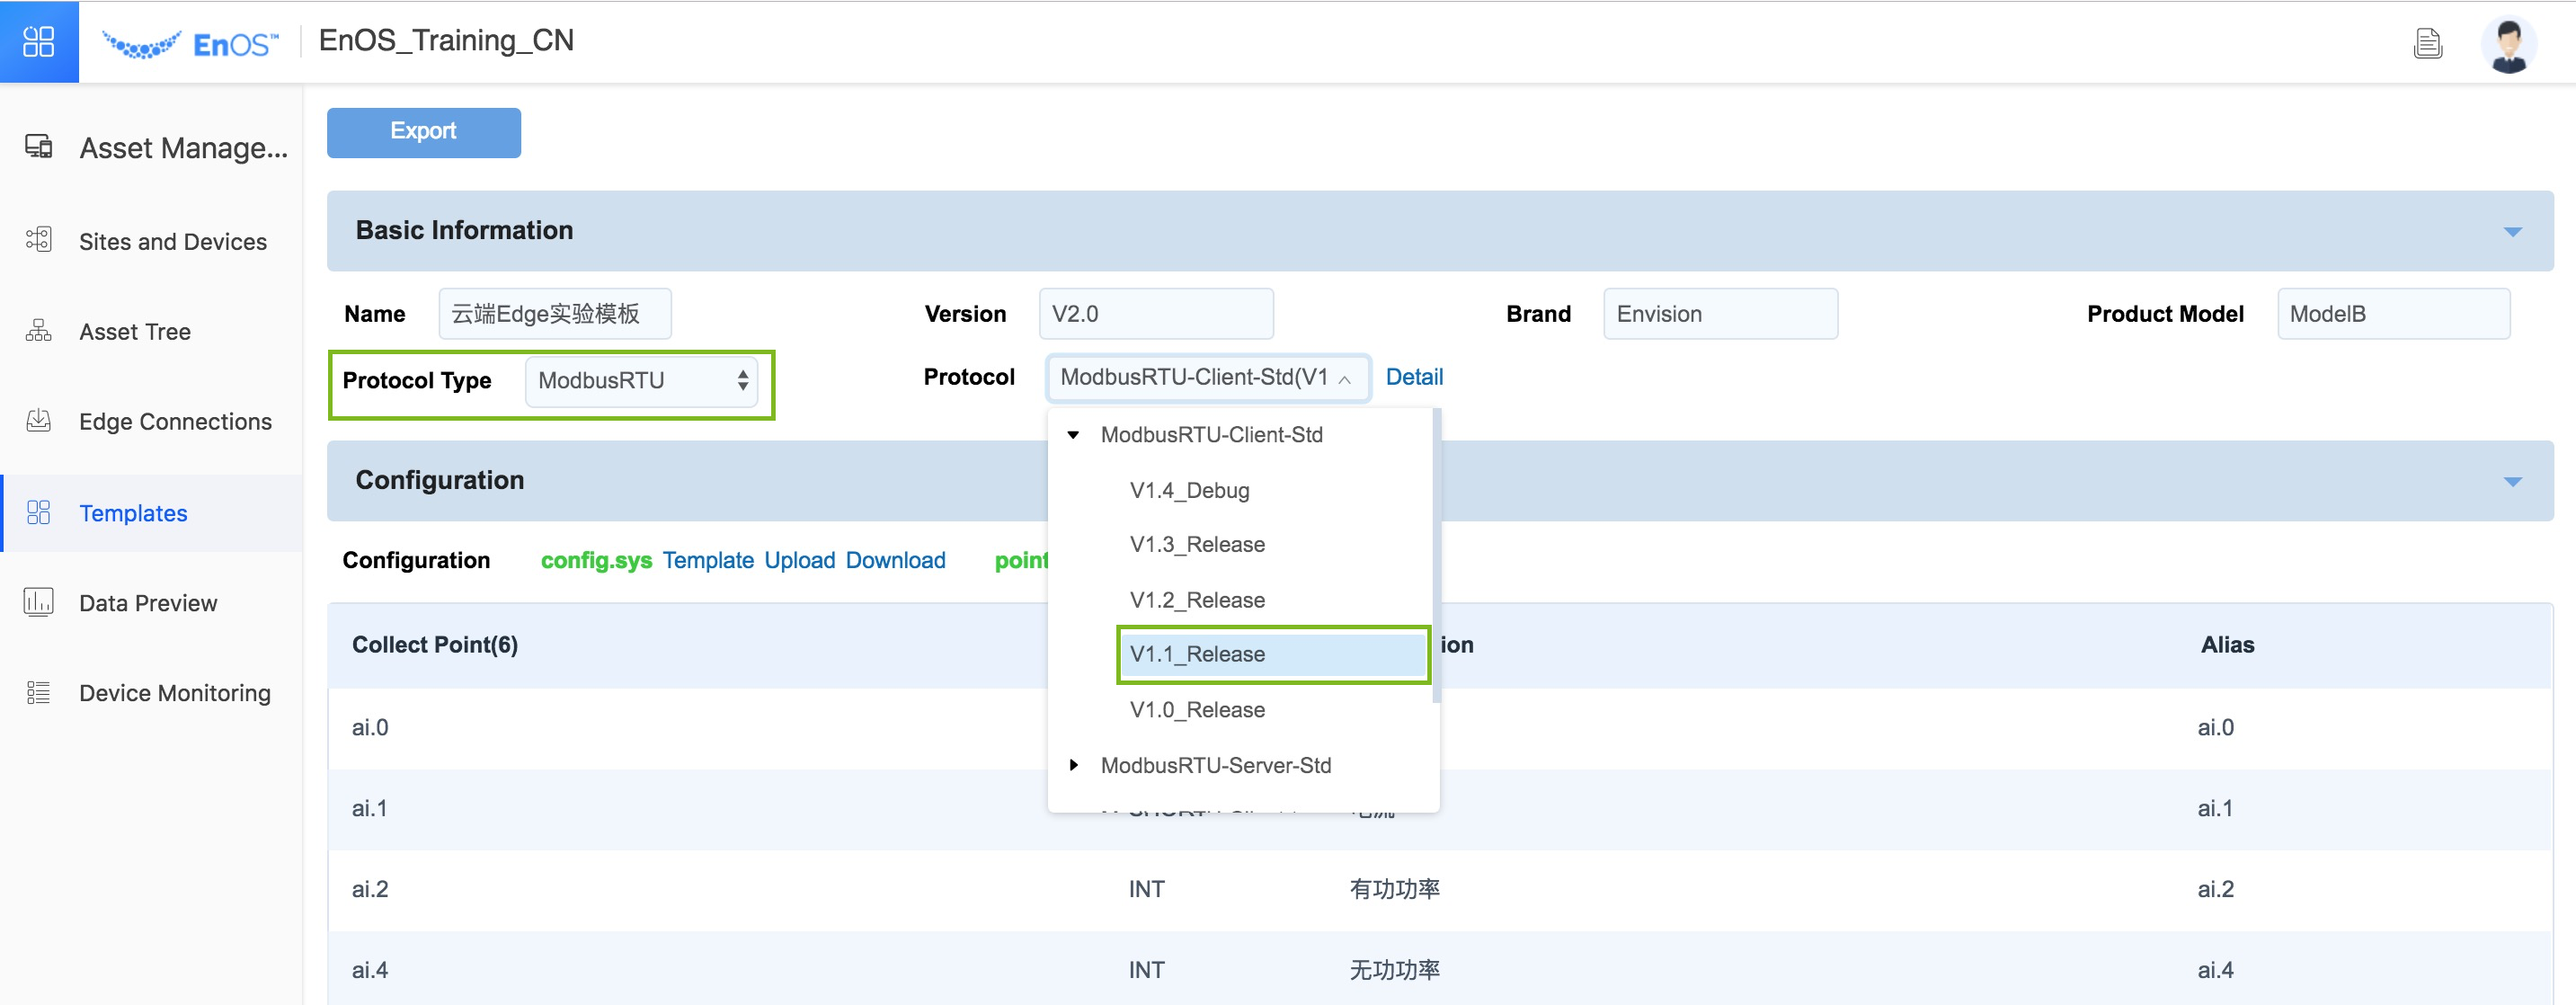 EnOS™ | EnOS_Training_CN
Asset Manage...
Sites and Devices
Asset Tree
Edge Connections
Templates
Data Preview
Device Monitoring
Export
Basic Information
Name 云端Edge实验模板 Version V2.0 Brand Envision Product Model ModelB
Protocol Type ModbusRTU Protocol ModbusRTU-Client-Std(V1 Detail
ModbusRTU-Client-Std
V1.4_Debug
V1.3_Release
V1.2_Release
V1.1_Release
V1.0_Release
ModbusRTU-Server-Std
Configuration
Configuration config.sys Template Upload Download point
Collect Point(6) ion Alias
ai.0 ai.0
ai.1 ai.1
ai.2 INT 有功功率 ai.2
ai.4 INT 无功功率 ai.4